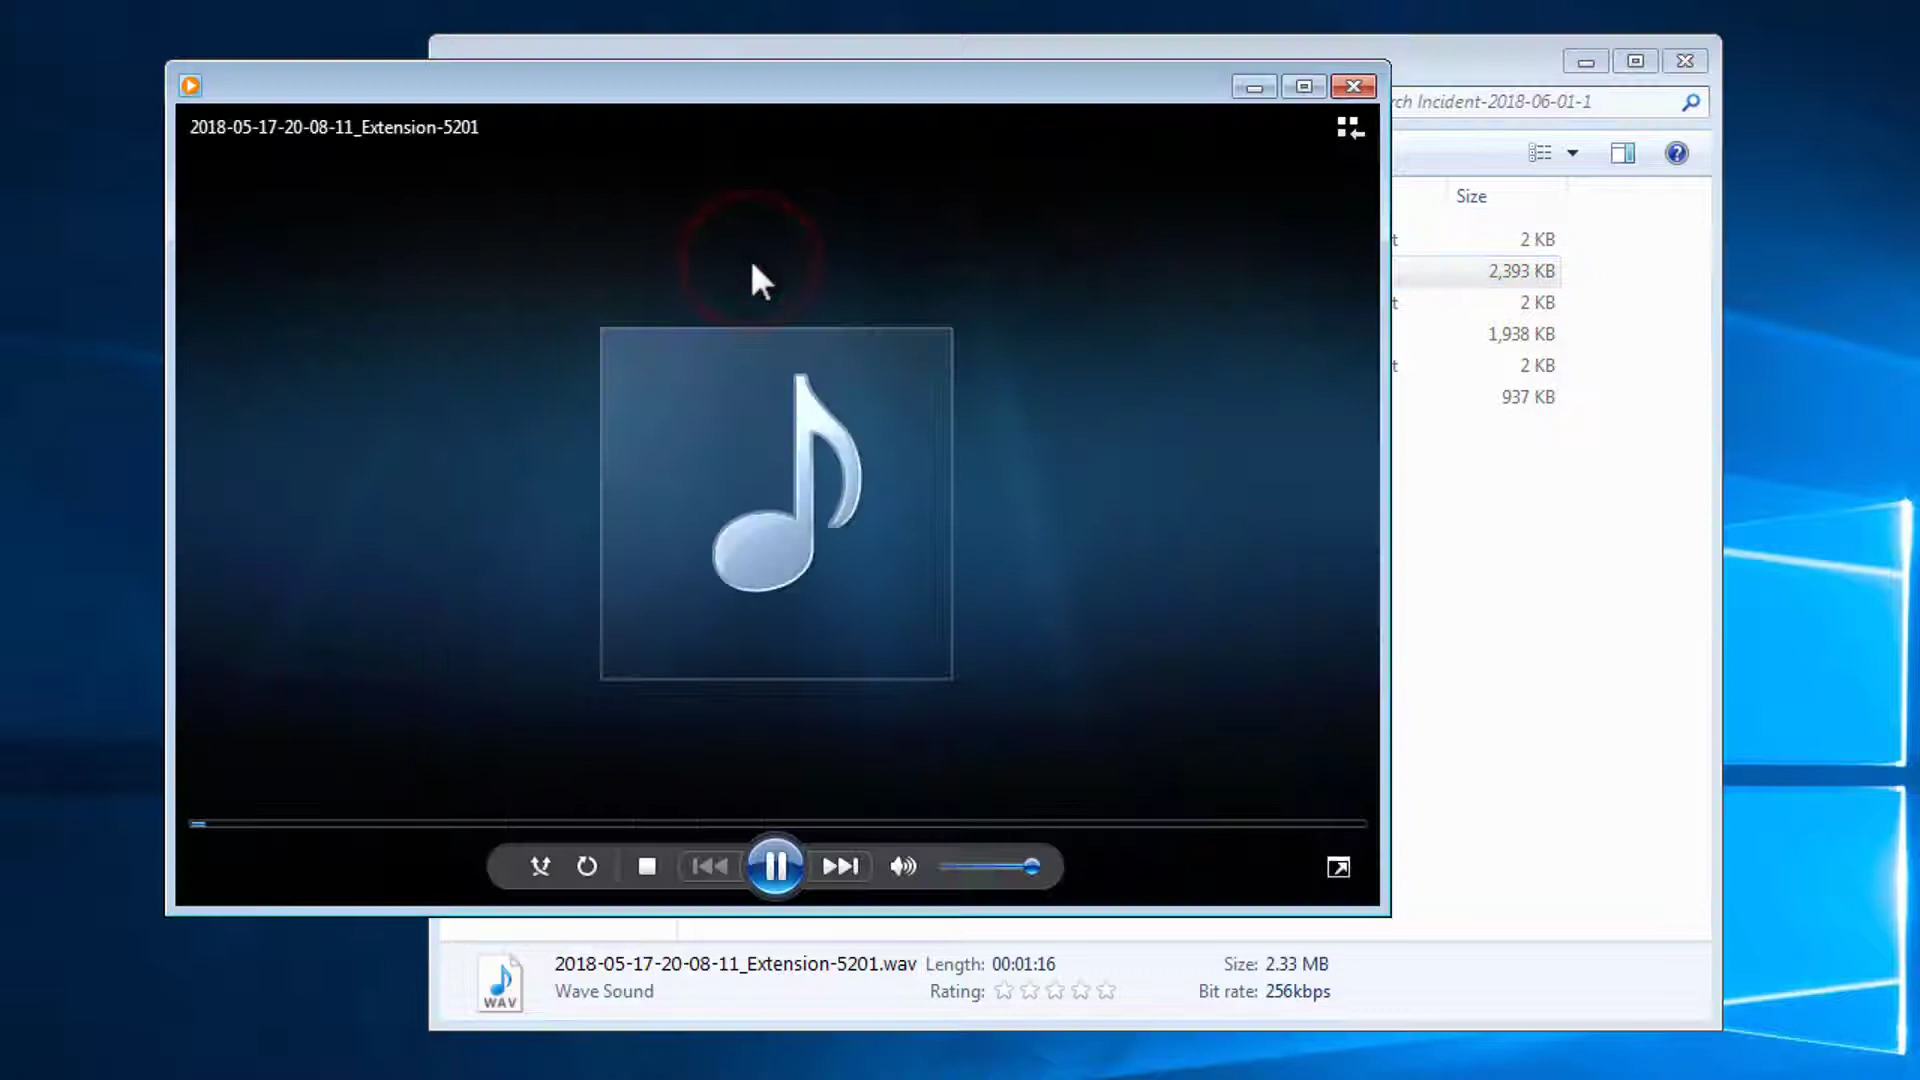 rch Incident-2018-06-01-1
2018-05-17-20-08-11_Extension-5201
Size
t 2 KB
2,393 KB
t 2 KB
1,938 KB
t 2 KB
937 KB
2018-05-17-20-08-11_Extension-5201.wav Length: 00:01:16 Size: 2.33 MB
WAV
Wave Sound Rating: Bit rate: 256kbps